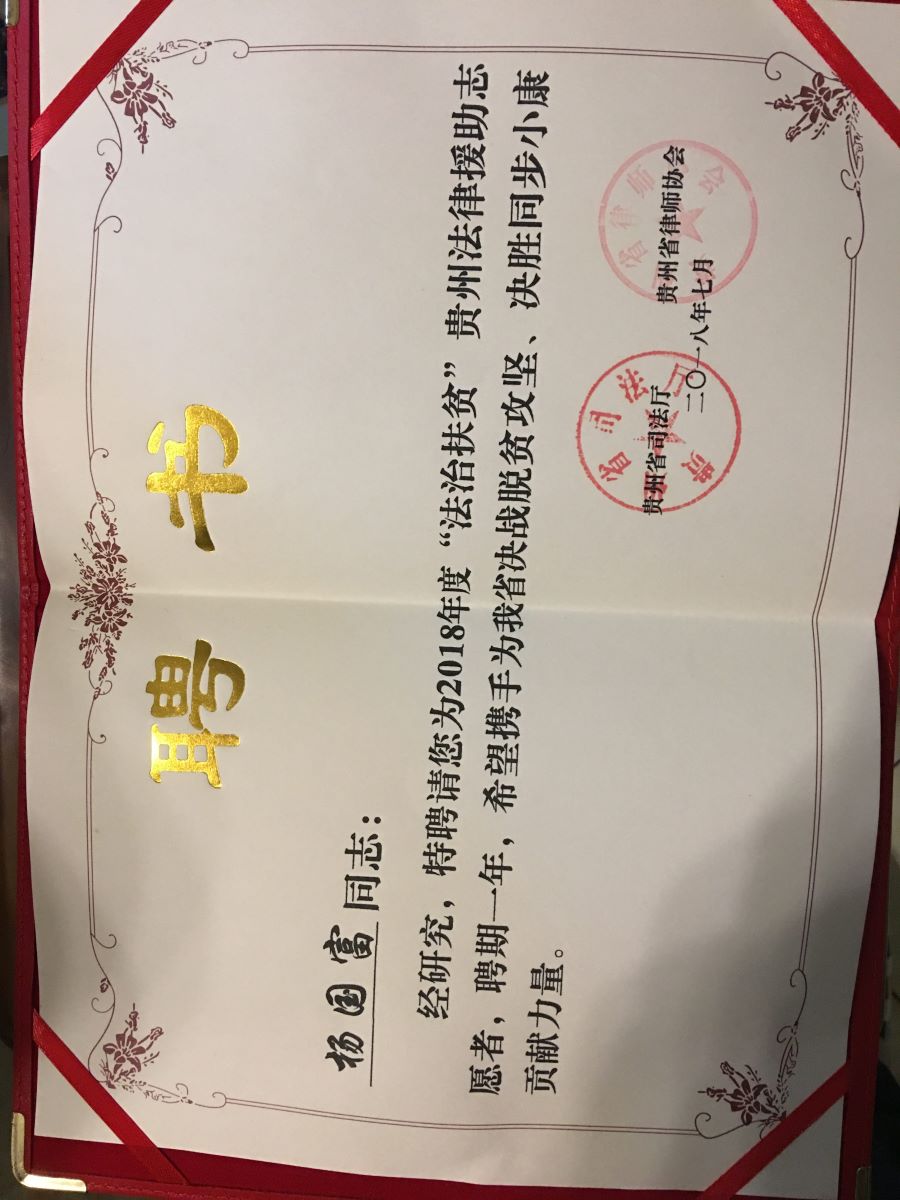 聘 书
杨国富同志：
经研究，特聘请您为2018年度“法治扶贫”贵州法律援助志
愿者，聘期一年，希望携手为我省决战脱贫攻坚、决胜同步小康
贡献力量。
贵州省司法厅 贵州省律师协会
二〇一八年七月